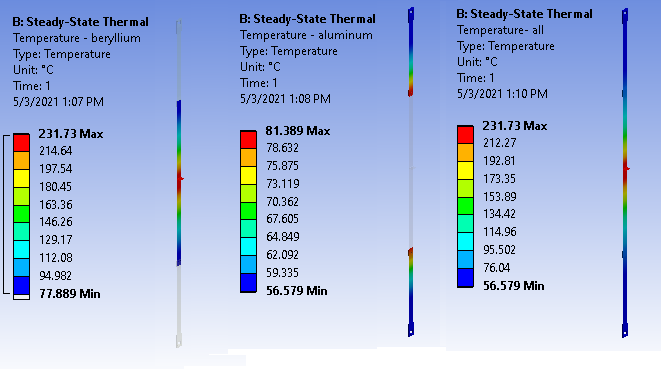 B: Steady-State Thermal
Temperature - beryllium
Type: Temperature
Unit: °C
Time: 1
5/3/2021 1:07 PM
231.73 Max
214.64
197.54
180.45
163.36
146.26
129.17
112.08
94.982
77.889 Min
B: Steady-State Thermal
Temperature - aluminum
Type: Temperature
Unit: °C
Time: 1
5/3/2021 1:08 PM
81.389 Max
78.632
75.875
73.119
70.362
67.605
64.849
62.092
59.335
56.579 Min
B: Steady-State Thermal
Temperature- all
Type: Temperature
Unit: °C
Time: 1
5/3/2021 1:10 PM
231.73 Max
212.27
192.81
173.35
153.89
134.42
114.96
95.502
76.04
56.579 Min